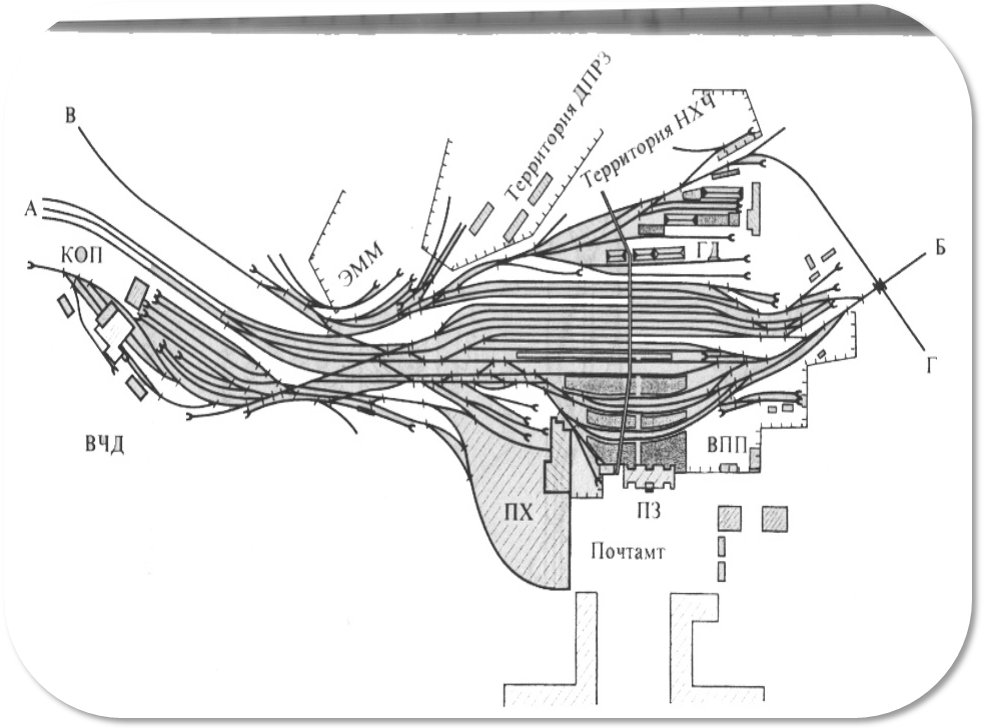 В
Территория ДПРЗ
Территория НХЧ
А
КОП
ЭММ
ГД
Б
Г
ВЧД
ВПП
ПХ
ПЗ
Почтамт